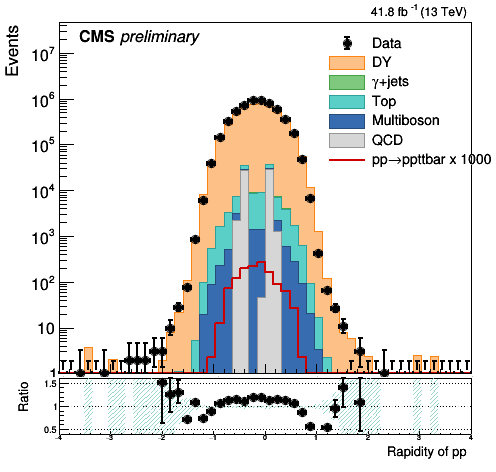 41.8 fb⁻¹ (13 TeV)
CMS preliminary
Events
Data
DY
γ+jets
Top
Multiboson
QCD
pp→ppttbar x 1000
10⁷
10⁶
10⁵
10⁴
10³
10²
10
1
Ratio
1.5
1
0.5
-4 -3 -2 -1 0 1 2 3 4
Rapidity of pp